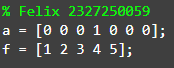 % Felix 2327250059
a = [0 0 0 1 0 0 0];
f = [1 2 3 4 5];